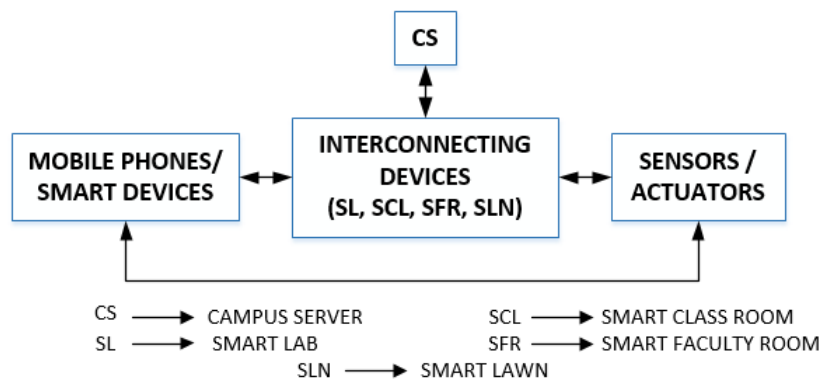 CS
INTERCONNECTING
DEVICES
(SL, SCL, SFR, SLN)
MOBILE PHONES/
SMART DEVICES
SENSORS /
ACTUATORS
CS CAMPUS SERVER
SCL SMART CLASS ROOM
SL SMART LAB
SFR SMART FACULTY ROOM
SLN SMART LAWN